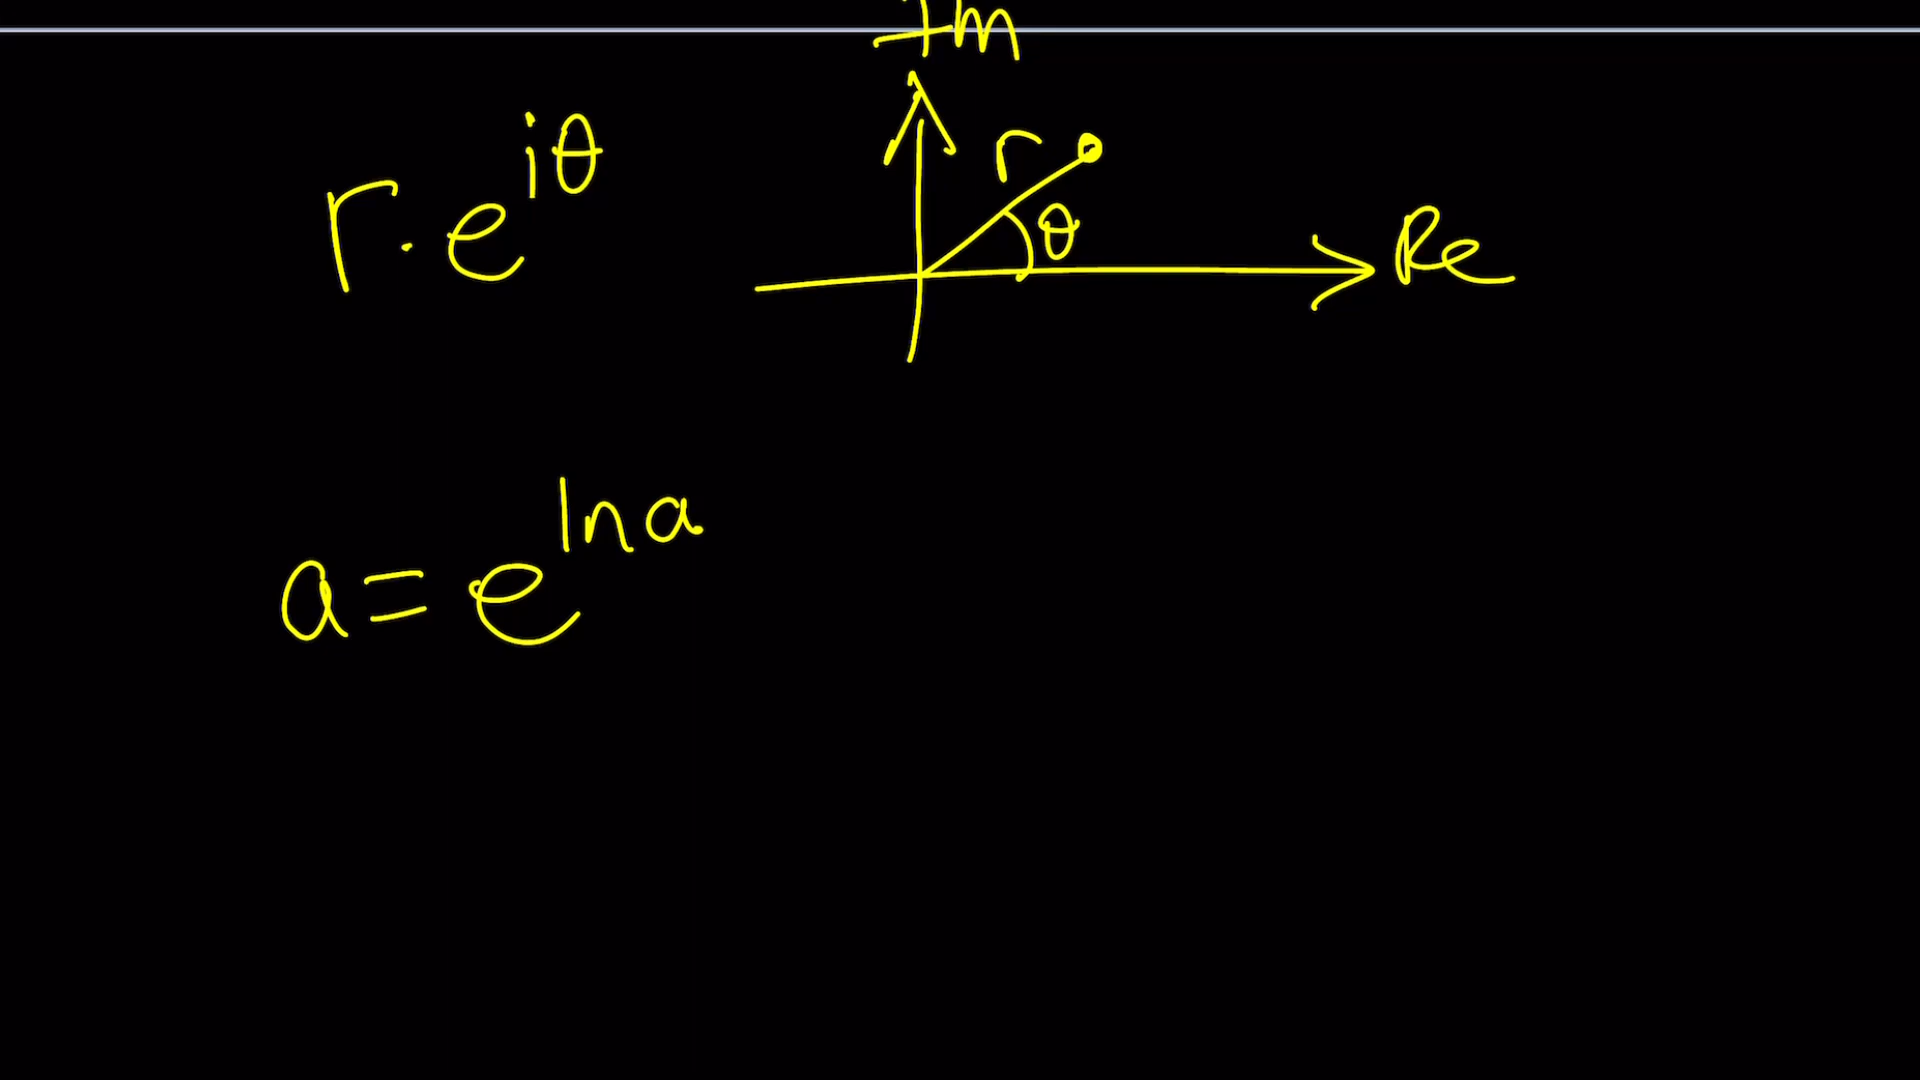 Im
r · e^{iθ}
r
θ
Re
a = e^{ln a}